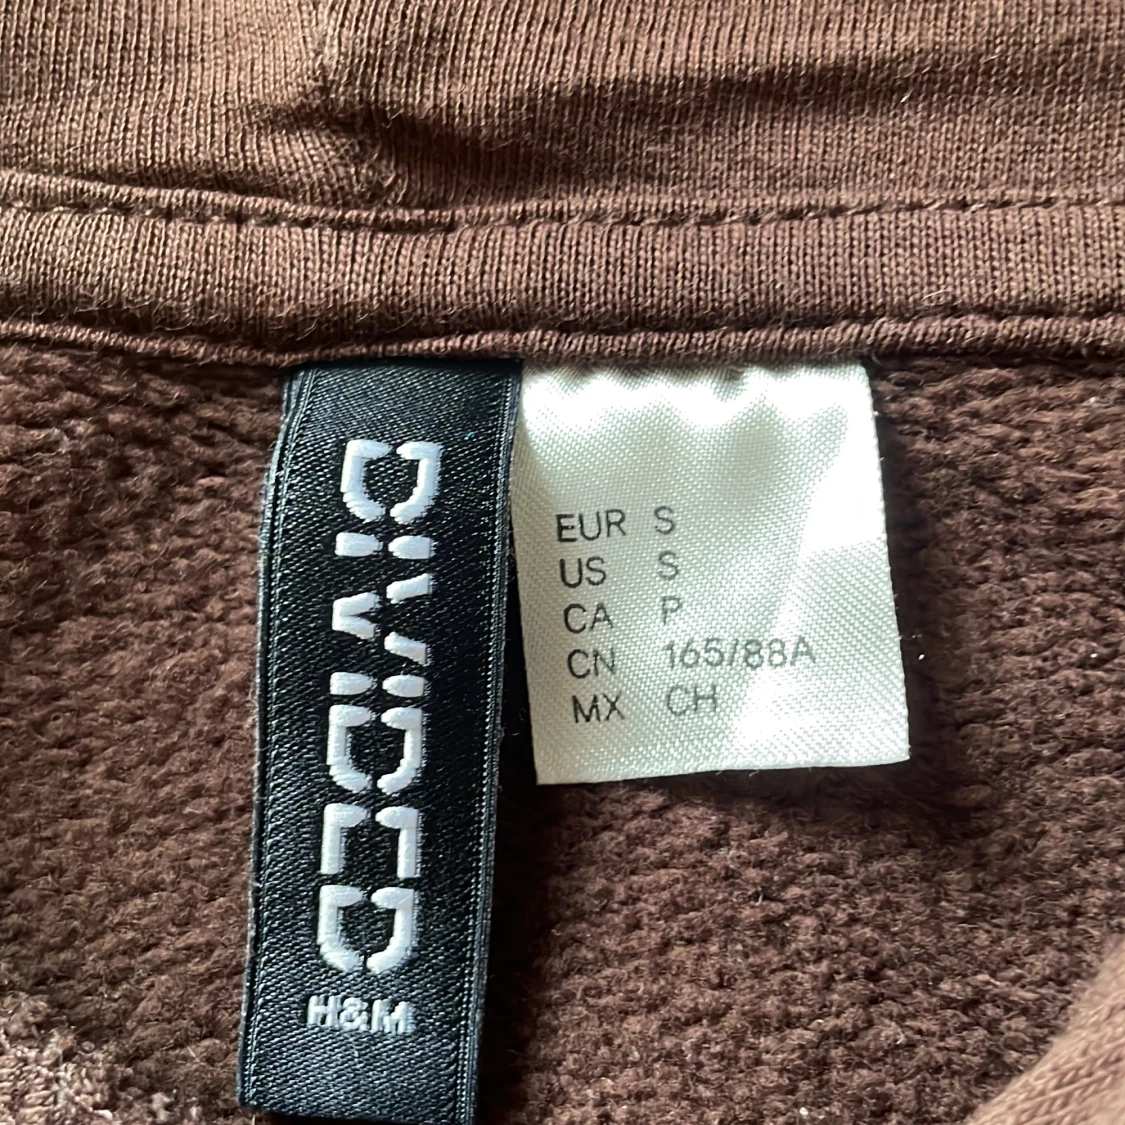 DIVIDED
H&M
EUR S
US S
CA P
CN 165/88A
MX CH